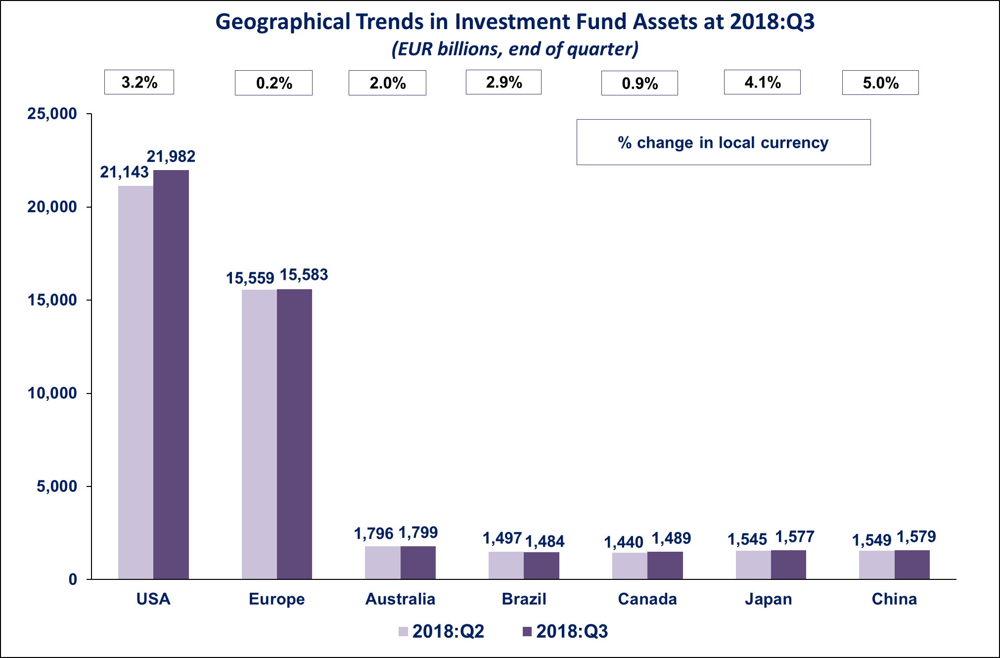 Geographical Trends in Investment Fund Assets at 2018:Q3
(EUR billions, end of quarter)
3.2% 0.2% 2.0% 2.9% 0.9% 4.1% 5.0%
% change in local currency
25,000
20,000
15,000
10,000
5,000
0
21,143 21,982
15,559 15,583
1,796 1,799
1,497 1,484
1,440 1,489
1,545 1,577
1,549 1,579
USA Europe Australia Brazil Canada Japan China
2018:Q2 2018:Q3